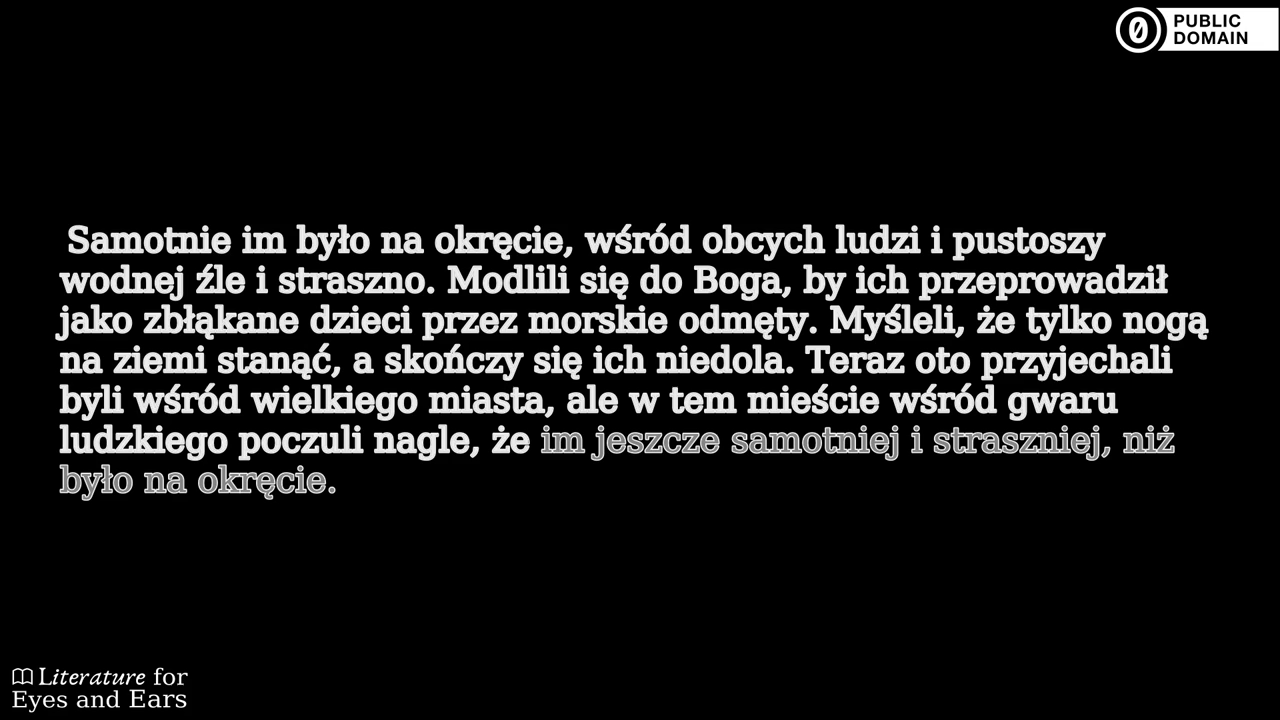 PUBLIC
DOMAIN
Samotnie im było na okręcie, wśród obcych ludzi i pustoszy
wodnej źle i straszno. Modlili się do Boga, by ich przeprowadził
jako zbłąkane dzieci przez morskie odmęty. Myśleli, że tylko nogą
na ziemi stanąć, a skończy się ich niedola. Teraz oto przyjechali
byli wśród wielkiego miasta, ale w tem mieście wśród gwaru
ludzkiego poczuli nagle, że im jeszcze samotniej i straszniej, niż
było na okręcie.
Literature for
Eyes and Ears